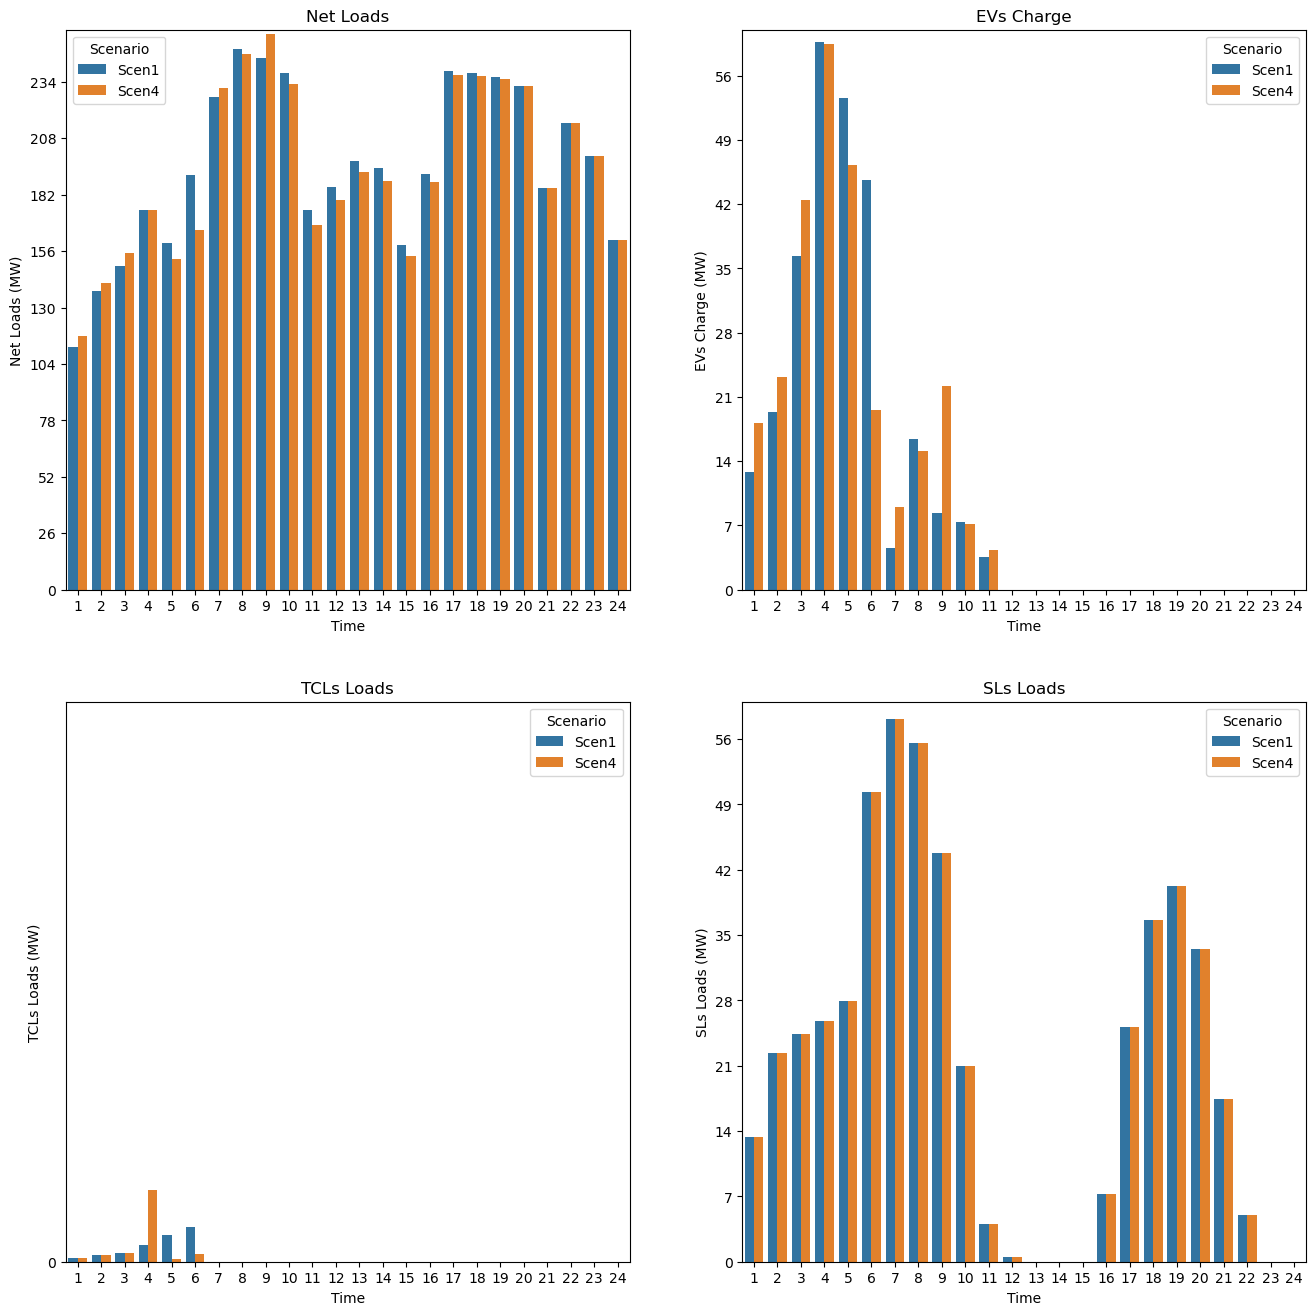 Net Loads
Scenario
Scen1
Scen4
Net Loads (MW)
234
208
182
156
130
104
78
52
26
0
1 2 3 4 5 6 7 8 9 10 11 12 13 14 15 16 17 18 19 20 21 22 23 24
Time
EVs Charge
Scenario
Scen1
Scen4
EVs Charge (MW)
56
49
42
35
28
21
14
7
0
1 2 3 4 5 6 7 8 9 10 11 12 13 14 15 16 17 18 19 20 21 22 23 24
Time
TCLs Loads
Scenario
Scen1
Scen4
TCLs Loads (MW)
0
1 2 3 4 5 6 7 8 9 10 11 12 13 14 15 16 17 18 19 20 21 22 23 24
Time
SLs Loads
Scenario
Scen1
Scen4
SLs Loads (MW)
56
49
42
35
28
21
14
7
0
1 2 3 4 5 6 7 8 9 10 11 12 13 14 15 16 17 18 19 20 21 22 23 24
Time